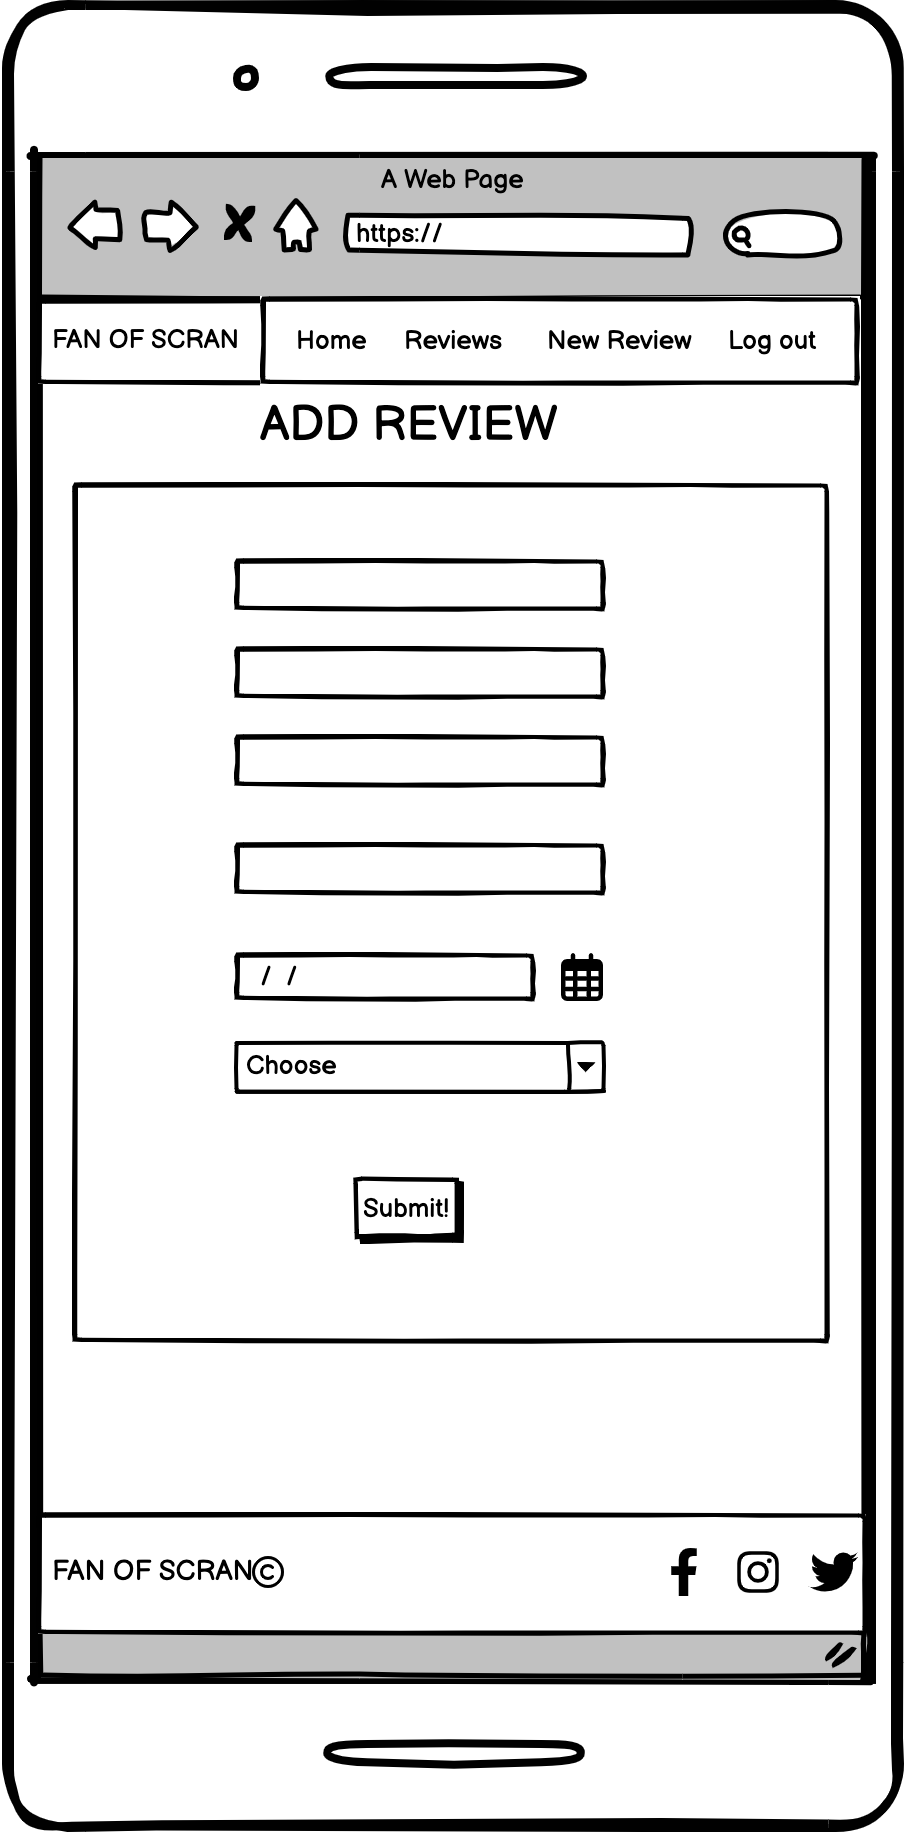 A Web Page
https://
FAN OF SCRAN
Home Reviews New Review Log out
ADD REVIEW
/ /
Choose
Submit!
FAN OF SCRAN©